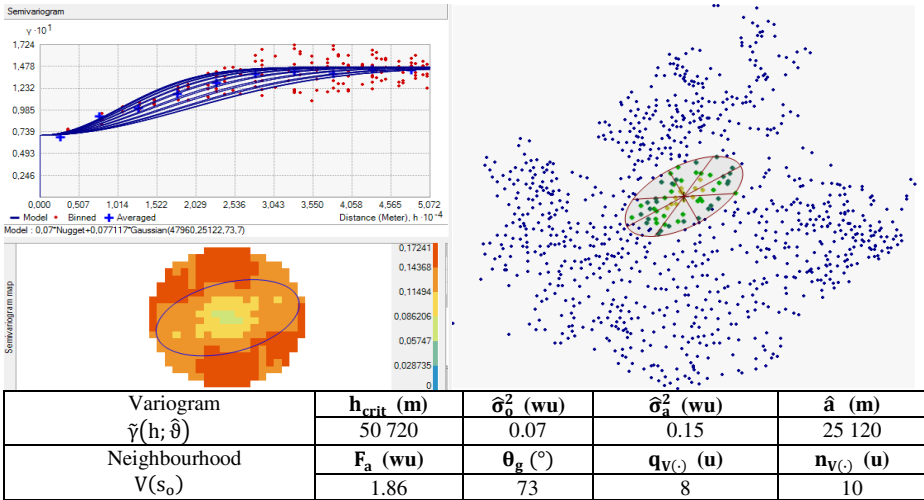 Semivariogram
γ·10¹
1,724
1,478
1,232
0,985
0,739
0,493
0,246
0,000 0,507 1,014 1,522 2,029 2,536 3,043 3,550 4,058 4,565 5,072
Model Binned Averaged Distance (Meter), h·10⁻⁴
Model : 0,07*Nugget+0,077117*Gaussian(47960,25122,73,7)
Semivariogram map
0,17241
0,14368
0,11494
0,086206
0,05747
0,028735
0
Variogram h_crit (m) σ̂²_o (wu) σ̂²_a (wu) â (m)
γ̃(h; ϑ̂) 50 720 0.07 0.15 25 120
Neighbourhood F_a (wu) θ_g (°) q_V(·) (u) n_V(·) (u)
V(s_o) 1.86 73 8 10